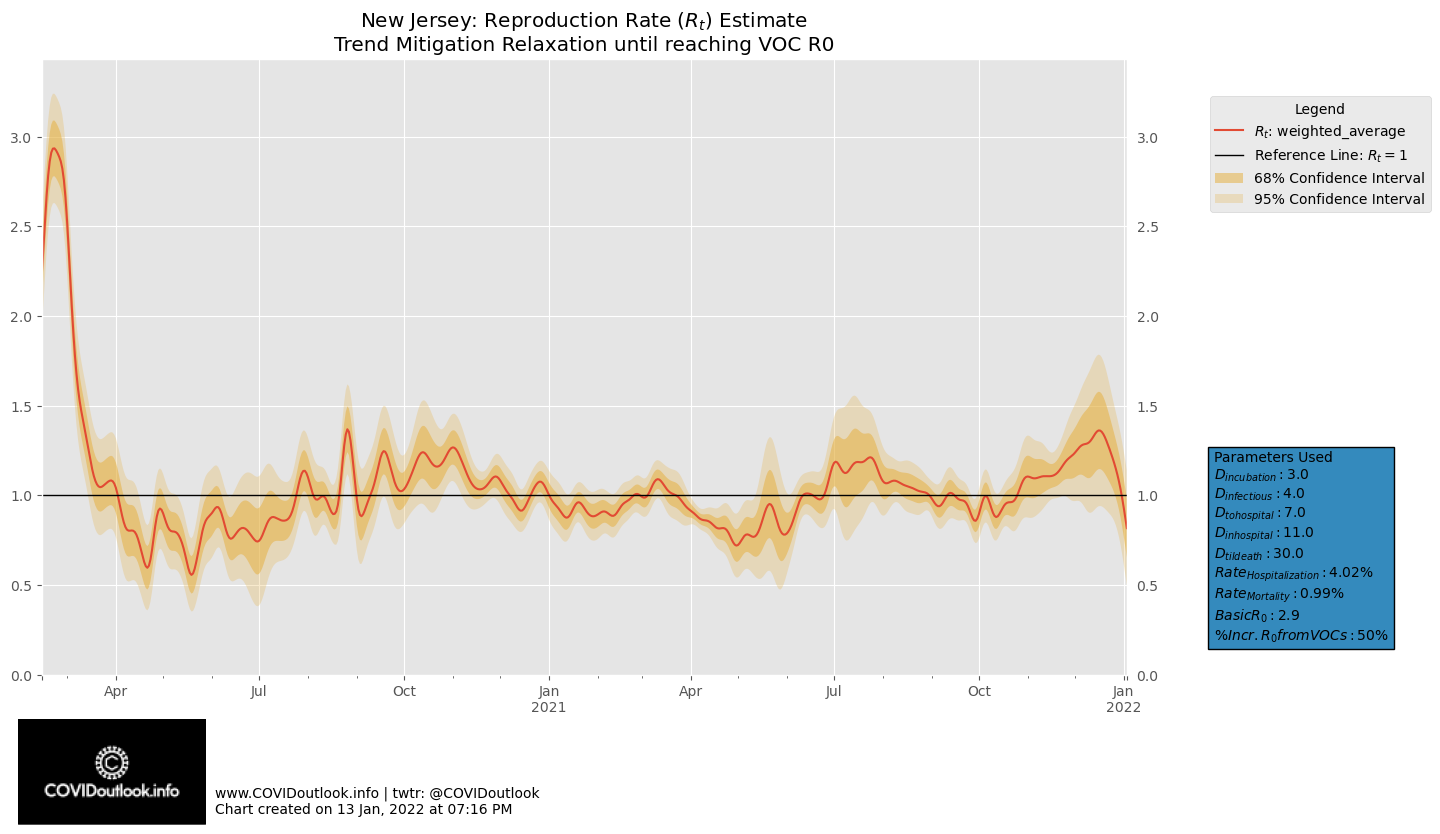 New Jersey: Reproduction Rate (Rₜ) Estimate
Trend Mitigation Relaxation until reaching VOC R0
3.0
2.5
2.0
1.5
1.0
0.5
0.0
3.0
2.5
2.0
1.5
1.0
0.5
0.0
Apr Jul Oct Jan Apr Jul Oct Jan
2021 2022
Legend
Rₜ: weighted_average
Reference Line: Rₜ = 1
68% Confidence Interval
95% Confidence Interval
Parameters Used
D_incubation : 3.0
D_infectious : 4.0
D_tohospital : 7.0
D_inhospital : 11.0
D_tildeath : 30.0
Rate_Hospitalization : 4.02%
Rate_Mortality : 0.99%
BasicR₀ : 2.9
%Incr.R₀fromVOCs : 50%
COVIDoutlook.info
www.COVIDoutlook.info | twtr: @COVIDoutlook
Chart created on 13 Jan, 2022 at 07:16 PM